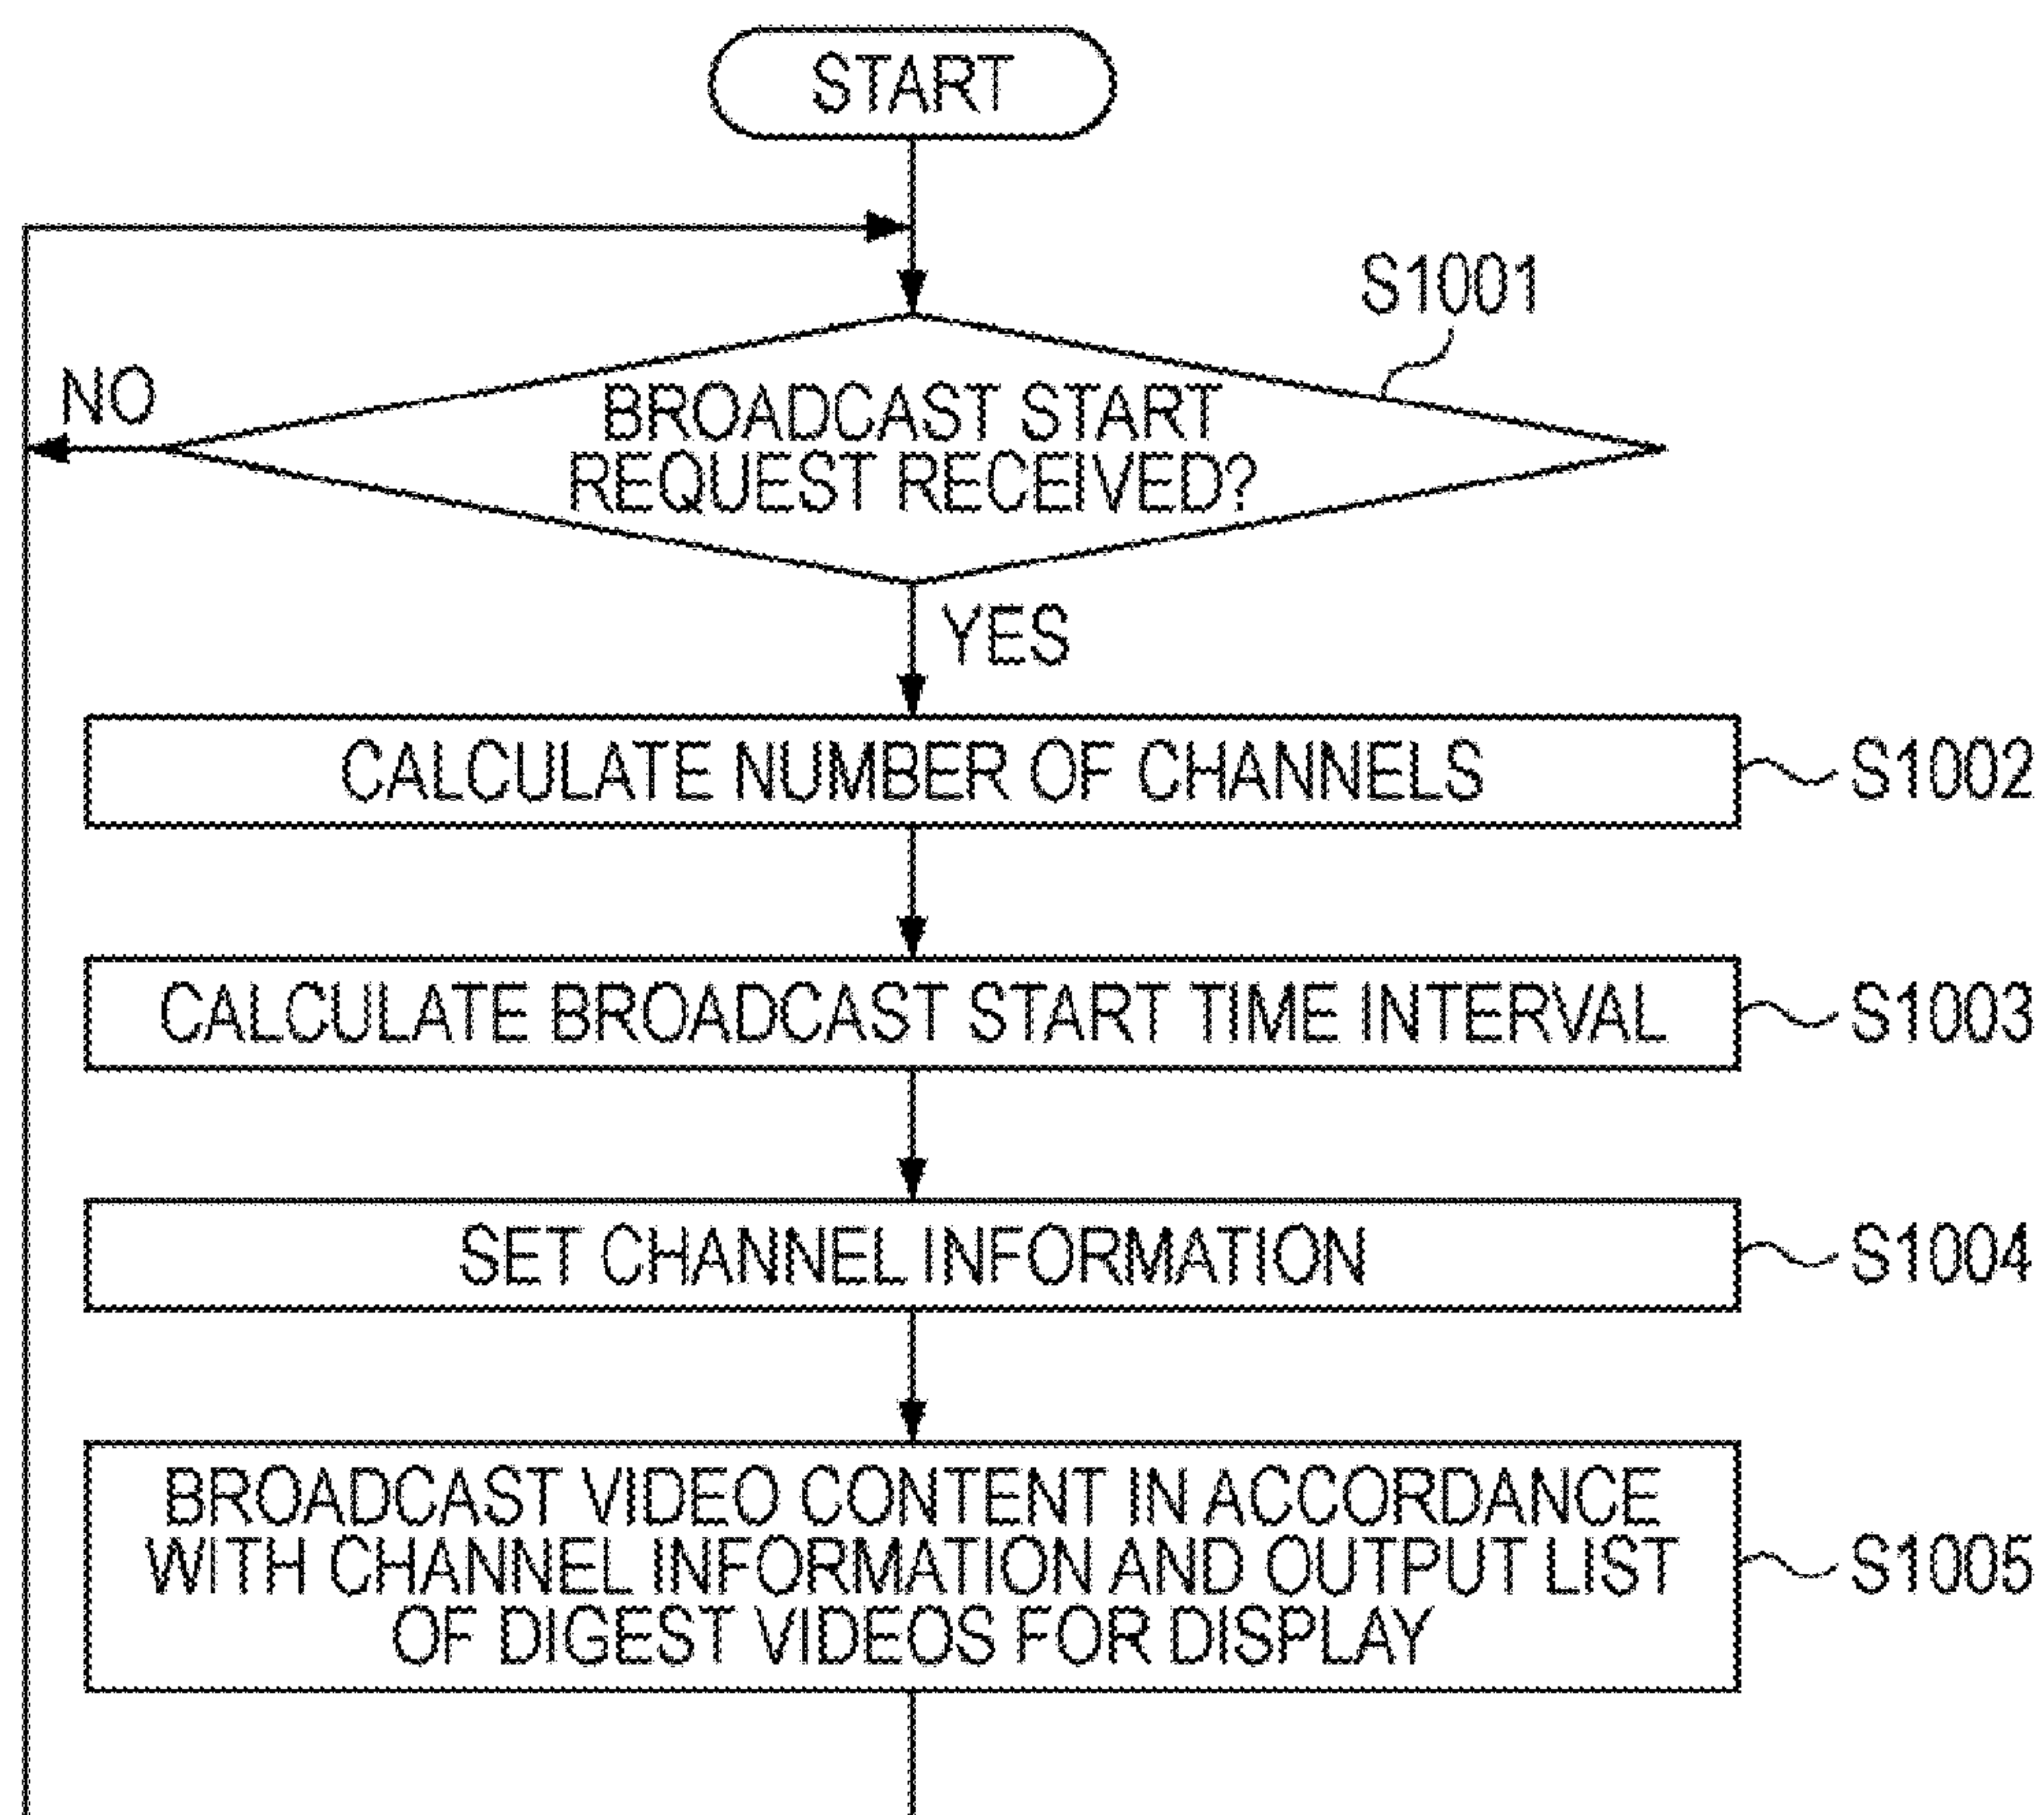 START
S1001
NO
BROADCAST START
REQUEST RECEIVED?
YES
CALCULATE NUMBER OF CHANNELS
S1002
CALCULATE BROADCAST START TIME INTERVAL
S1003
SET CHANNEL INFORMATION
S1004
BROADCAST VIDEO CONTENT IN ACCORDANCE
WITH CHANNEL INFORMATION AND OUTPUT LIST
OF DIGEST VIDEOS FOR DISPLAY
S1005